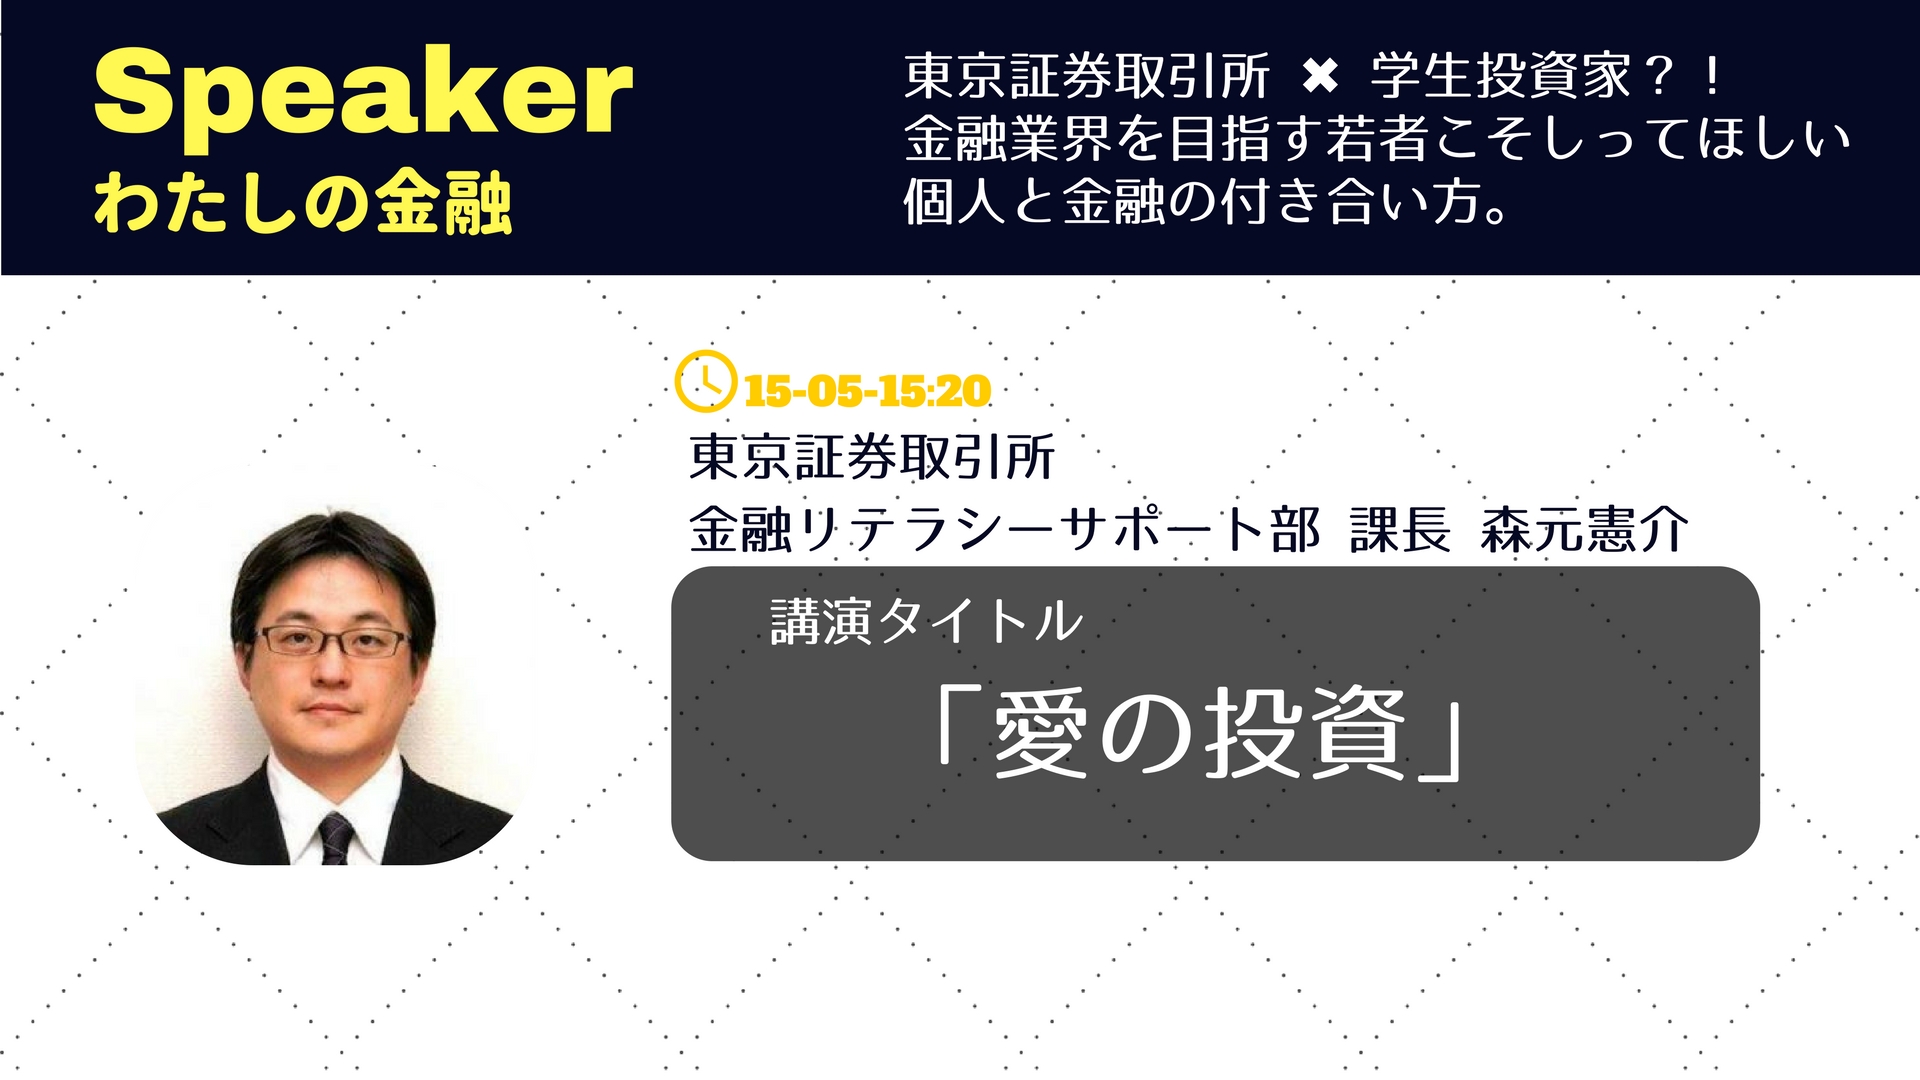 Speaker
わたしの金融
東京証券取引所 ✖ 学生投資家？！
金融業界を目指す若者こそしってほしい
個人と金融の付き合い方。
15-05-15:20
東京証券取引所
金融リテラシーサポート部 課長 森元憲介
講演タイトル
「愛の投資」